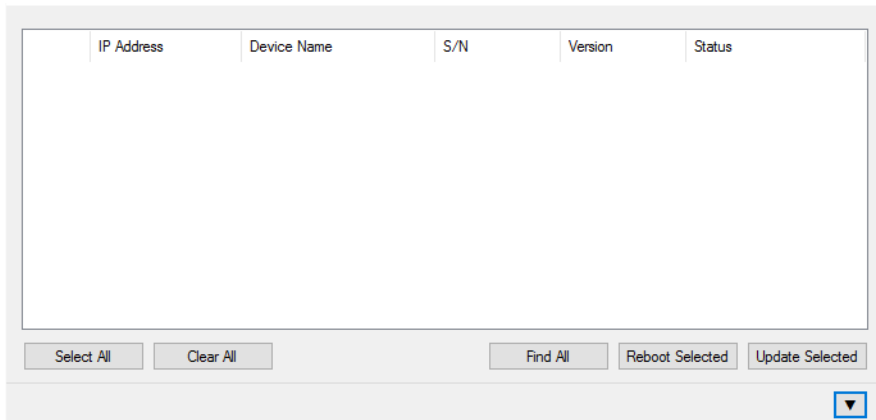 IP Address Device Name S/N Version Status
Select All Clear All Find All Reboot Selected Update Selected
▼